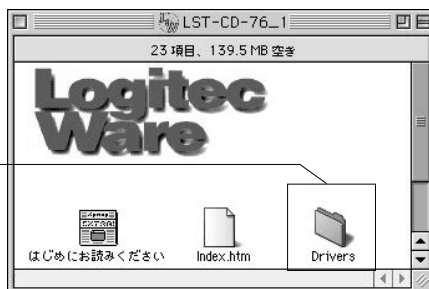 LST-CD-76_1
23 項目、139.5 MB 空き
Logitec
Ware
はじめにお読みください
Index.htm
Drivers